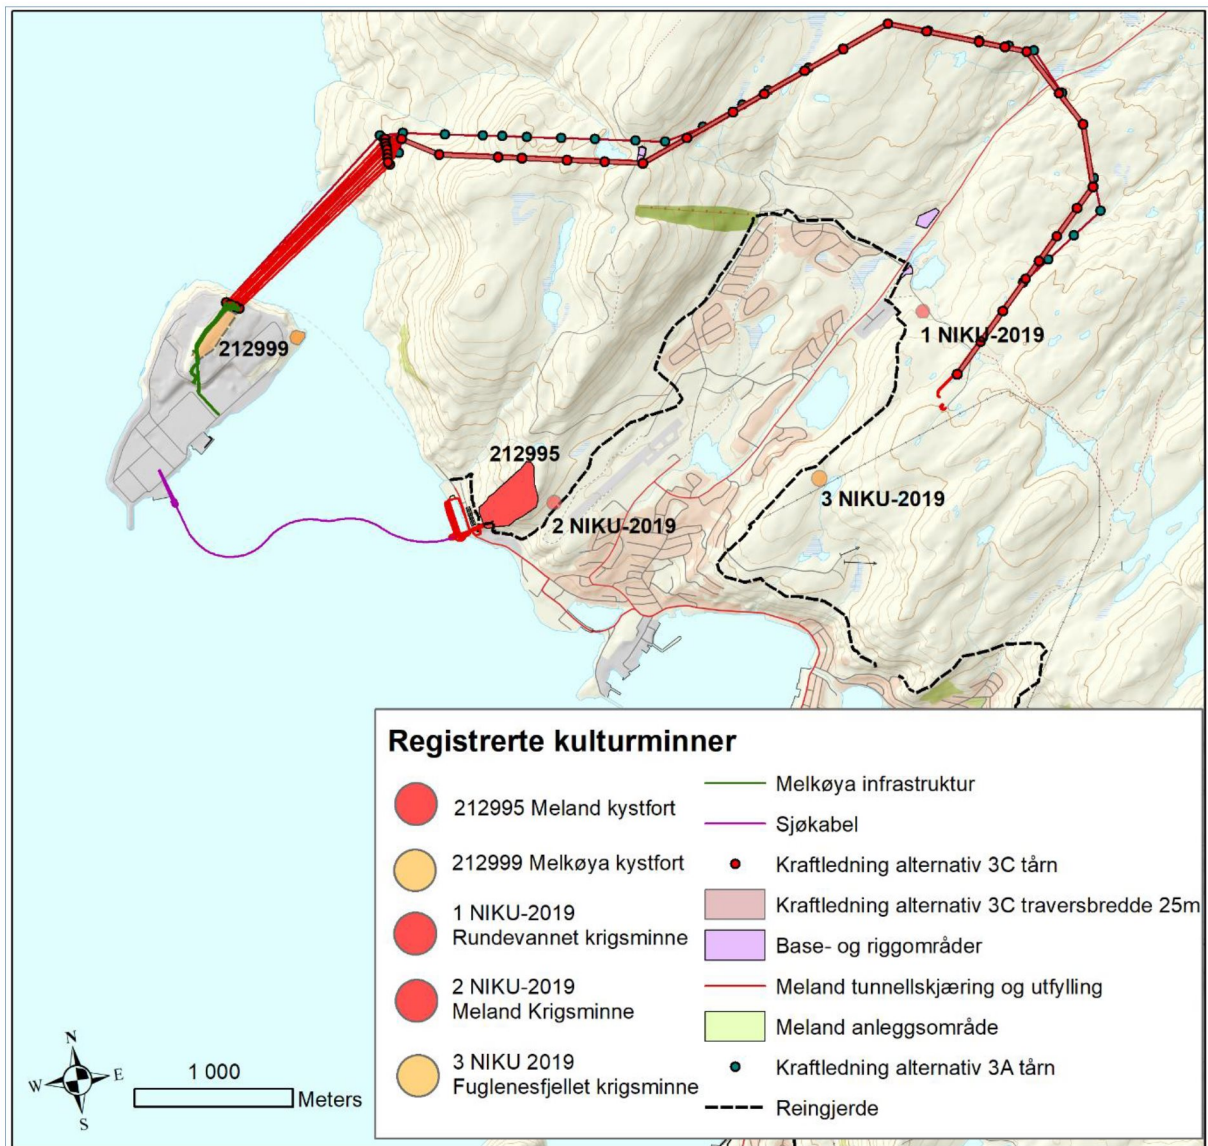 212999
1 NIKU-2019
212995
3 NIKU-2019
2 NIKU-2019
Registrerte kulturminner
212995 Meland kystfort
212999 Melkøya kystfort
1 NIKU-2019
Rundevannet krigsminne
2 NIKU-2019
Meland Krigsminne
3 NIKU 2019
Fuglenesfjellet krigsminne
Melkøya infrastruktur
Sjøkabel
Kraftledning alternativ 3C tårn
Kraftledning alternativ 3C traversbredde 25m
Base- og riggområder
Meland tunnellskjæring og utfylling
Meland anleggsområde
Kraftledning alternativ 3A tårn
Reingjerde
N
W
E
S
1 000
Meters